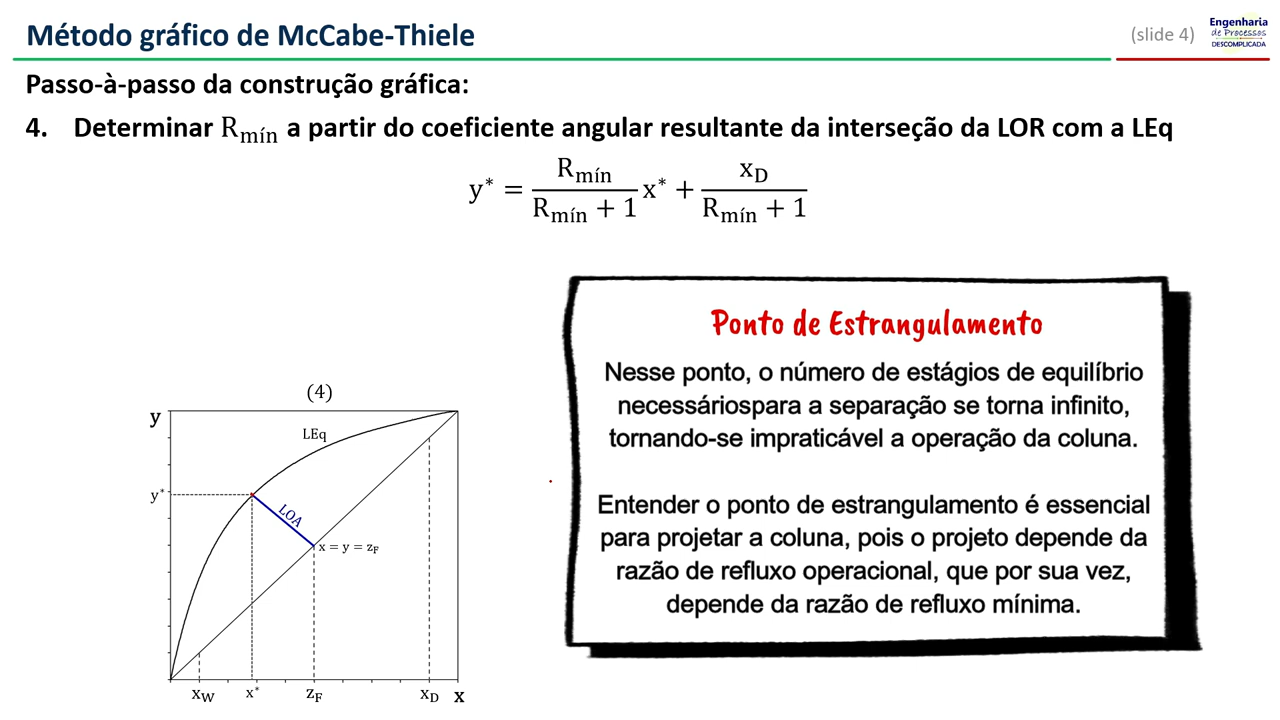 Método gráfico de McCabe-Thiele
(slide 4)
Engenharia
de Processos
DESCOMPLICADA
Passo-à-passo da construção gráfica:
4. Determinar Rmín a partir do coeficiente angular resultante da interseção da LOR com a LEq
y* = Rmín/(Rmín + 1) x* + xD/(Rmín + 1)
Ponto de Estrangulamento
Nesse ponto, o número de estágios de equilíbrio
necessáriospara a separação se torna infinito,
tornando-se impraticável a operação da coluna.
Entender o ponto de estrangulamento é essencial
para projetar a coluna, pois o projeto depende da
razão de refluxo operacional, que por sua vez,
depende da razão de refluxo mínima.
(4)
y
LEq
y*
LOA
x = y = zF
xW x* zF xD x